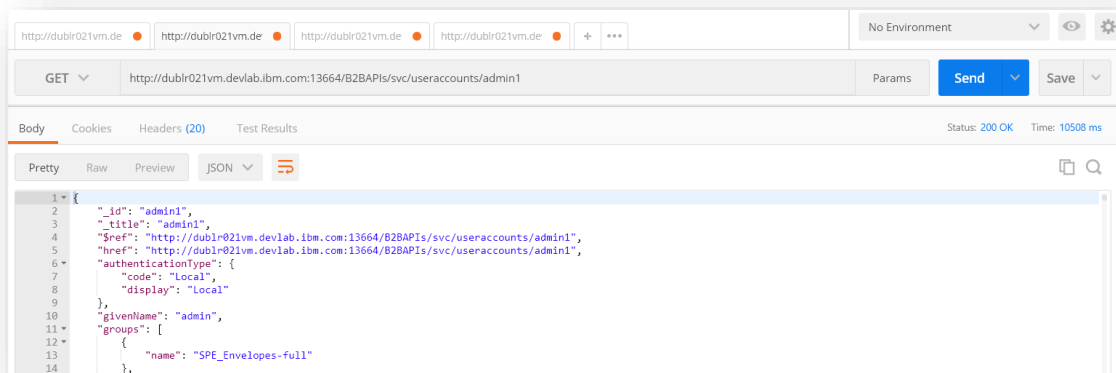 http://dublr021vm.de http://dublr021vm.de http://dublr021vm.de http://dublr021vm.de + ••• No Environment
GET http://dublr021vm.devlab.ibm.com:13664/B2BAPIs/svc/useraccounts/admin1 Params Send Save
Body Cookies Headers (20) Test Results Status: 200 OK Time: 10508 ms
Pretty Raw Preview JSON
1 {
2 "_id": "admin1",
3 "_title": "admin1",
4 "$ref": "http://dublr021vm.devlab.ibm.com:13664/B2BAPIs/svc/useraccounts/admin1",
5 "href": "http://dublr021vm.devlab.ibm.com:13664/B2BAPIs/svc/useraccounts/admin1",
6 "authenticationType": {
7 "code": "Local",
8 "display": "Local"
9 },
10 "givenName": "admin",
11 "groups": [
12 {
13 "name": "SPE_Envelopes-full"
14 },